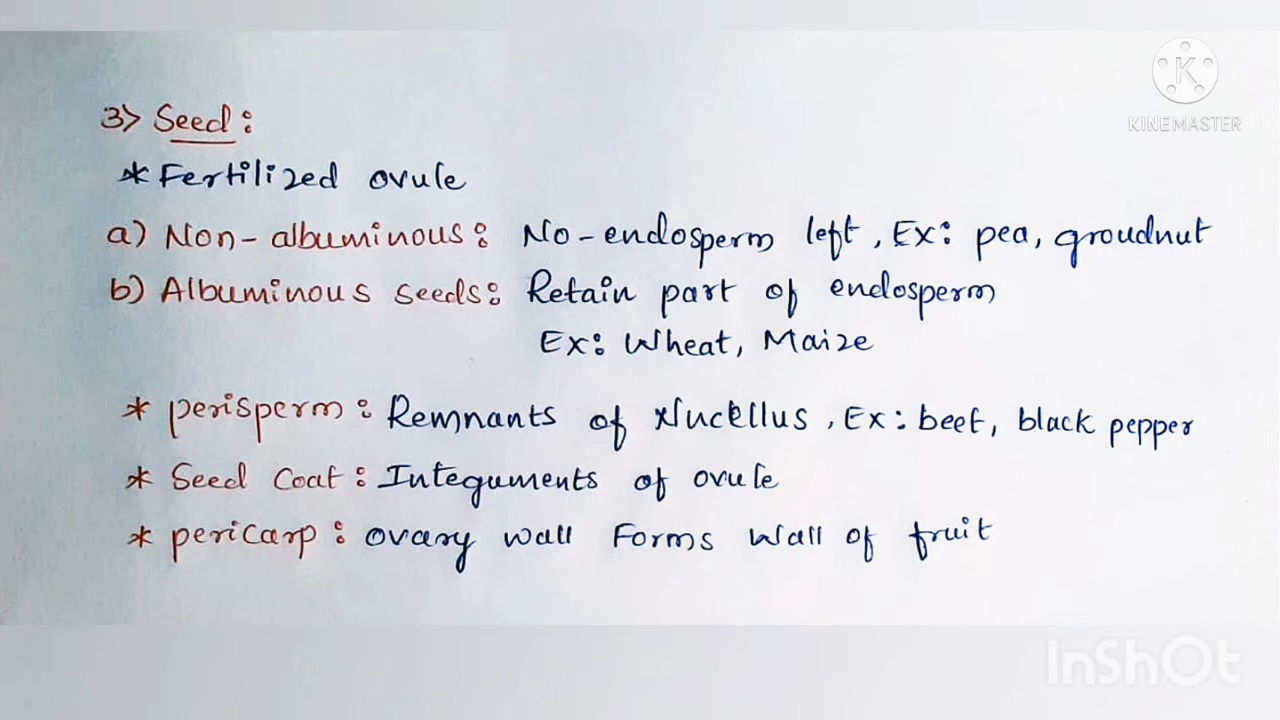 KINEMASTER
3> Seed:
* Fertilized ovule
a) Non-albuminous: No-endosperm left, Ex: pea, groudnut
b) Albuminous seeds: Retain part of endosperm
Ex: Wheat, Maize
* perisperm: Remnants of Nucellus, Ex: beet, black pepper
* Seed Coat: Integuments of ovule
* pericarp: ovary wall Forms Wall of fruit
InShOt